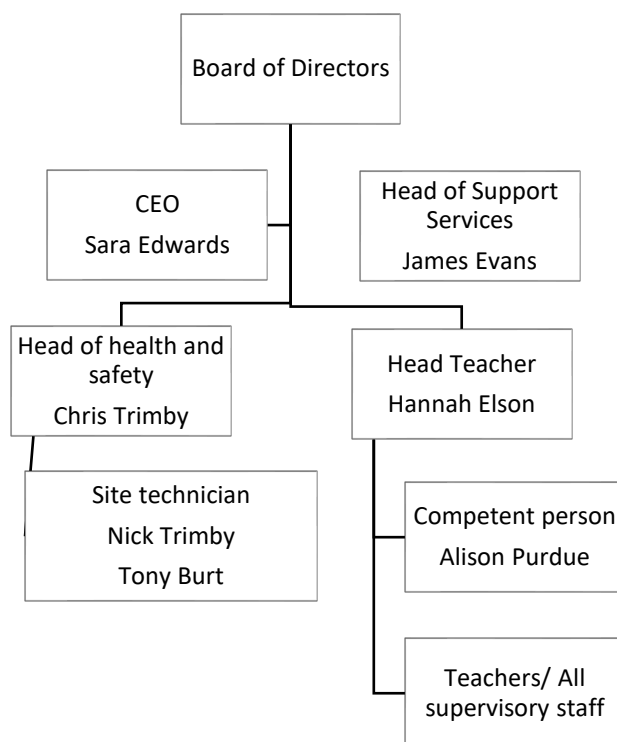 Board of Directors
CEO
Sara Edwards
Head of Support
Services
James Evans
Head of health and
safety
Chris Trimby
Head Teacher
Hannah Elson
Site technician
Nick Trimby
Tony Burt
Competent person
Alison Purdue
Teachers/ All
supervisory staff